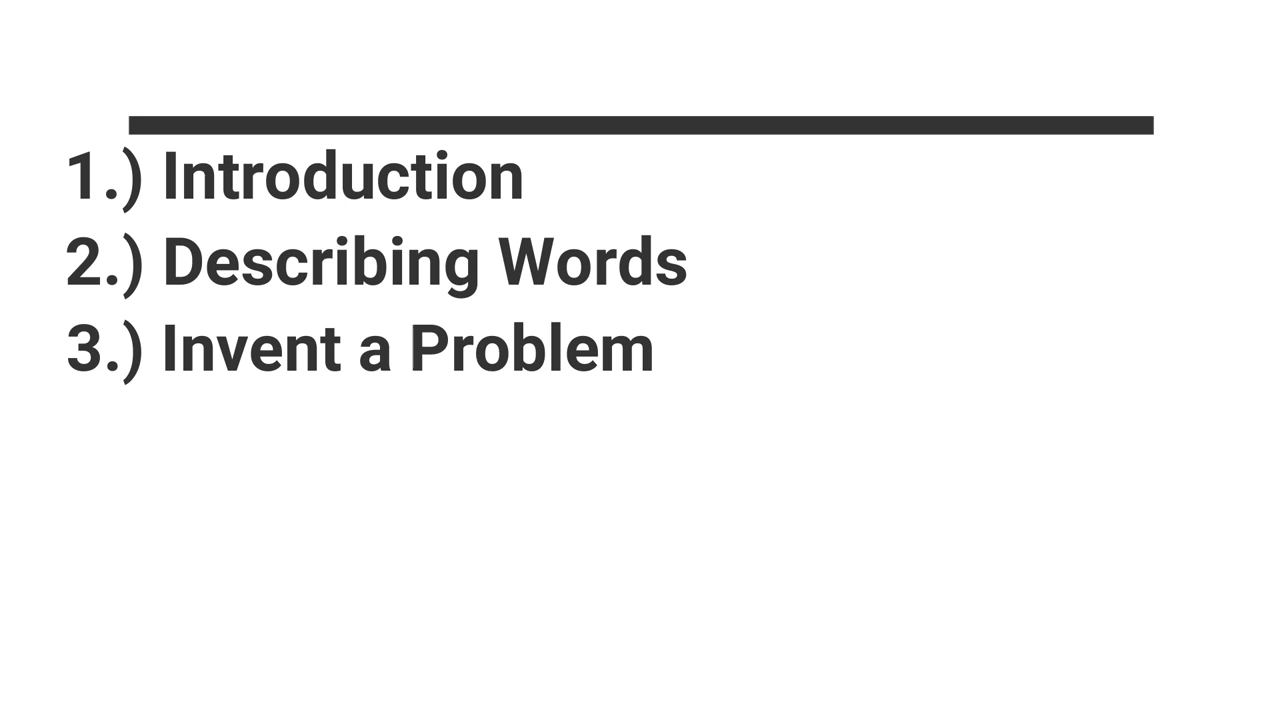 1.) Introduction
2.) Describing Words
3.) Invent a Problem